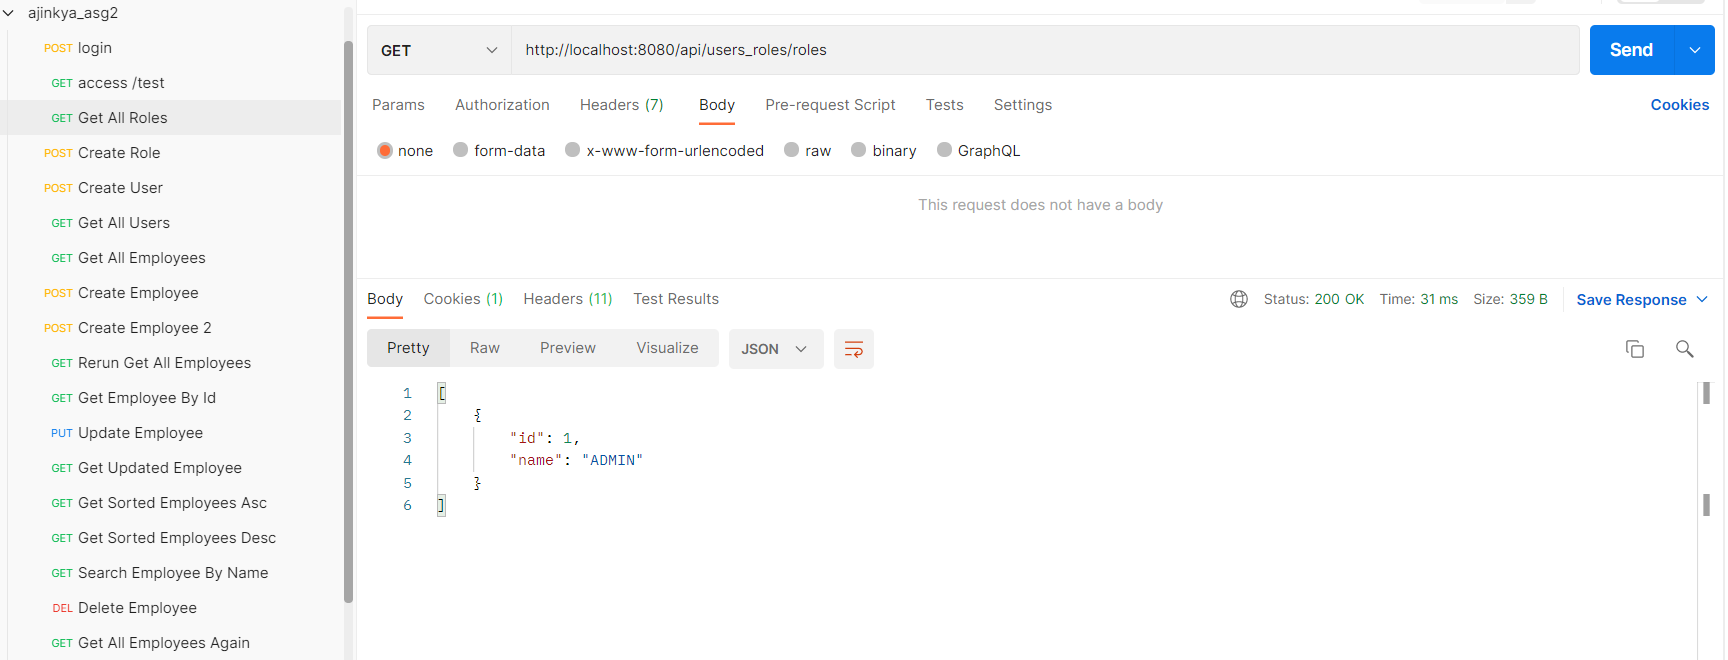 ajinkya_asg2
POST login
GET access /test
GET Get All Roles
POST Create Role
POST Create User
GET Get All Users
GET Get All Employees
POST Create Employee
POST Create Employee 2
GET Rerun Get All Employees
GET Get Employee By Id
PUT Update Employee
GET Get Updated Employee
GET Get Sorted Employees Asc
GET Get Sorted Employees Desc
GET Search Employee By Name
DEL Delete Employee
GET Get All Employees Again
GET http://localhost:8080/api/users_roles/roles Send
Params Authorization Headers (7) Body Pre-request Script Tests Settings Cookies
none form-data x-www-form-urlencoded raw binary GraphQL
This request does not have a body
Body Cookies (1) Headers (11) Test Results Status: 200 OK Time: 31 ms Size: 359 B Save Response
Pretty Raw Preview Visualize JSON
1 [
2 {
3 "id": 1,
4 "name": "ADMIN"
5 }
6 ]